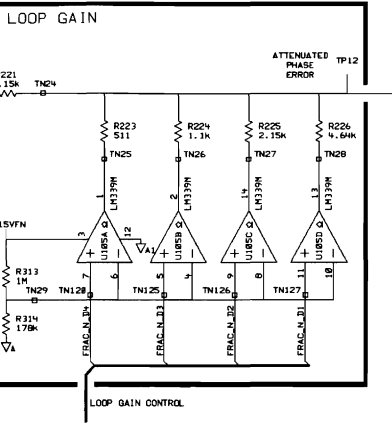 LOOP GAIN
ATTENUATED
PHASE
ERROR
TP12
221
.15k
TN24
R223
511
R224
1.1k
R225
2.15k
R226
4.64k
TN25
TN26
TN27
TN28
1
LM339M
2
LM339M
14
LM339M
13
LM339M
15VFN
3
12
A1
U105A
U105B
U105C
U105D
+
-
+
-
+
-
+
-
7
6
5
4
9
8
11
10
R313
1M
TN29
TN120
TN125
TN126
TN127
R314
178k
A
FRAC_N_D4
FRAC_N_D3
FRAC_N_D2
FRAC_N_D1
LOOP GAIN CONTROL